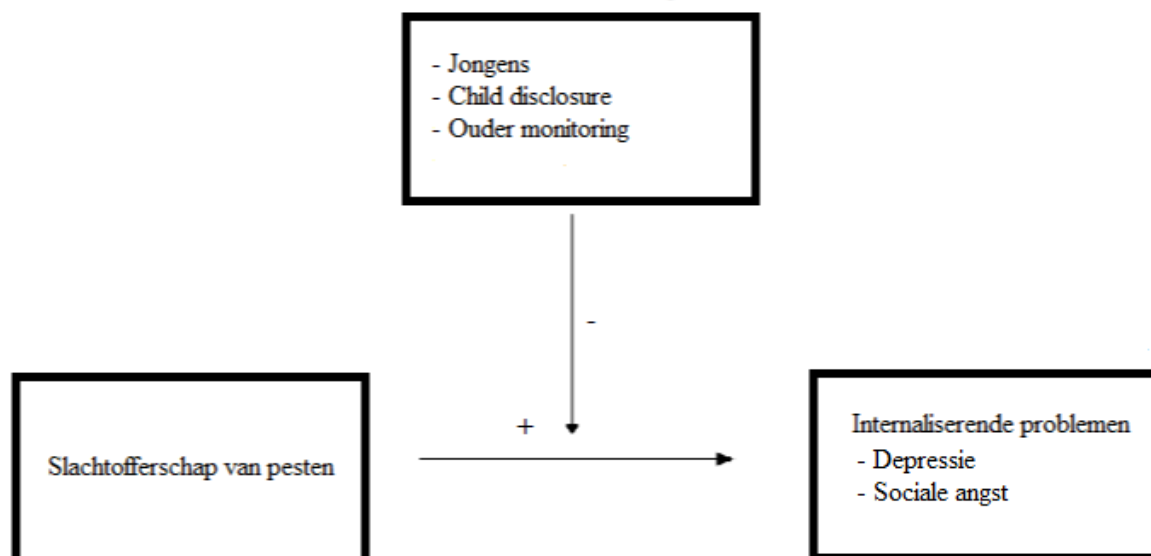 - Jongens
- Child disclosure
- Ouder monitoring
-
+
Slachtofferschap van pesten
Internaliserende problemen
- Depressie
- Sociale angst